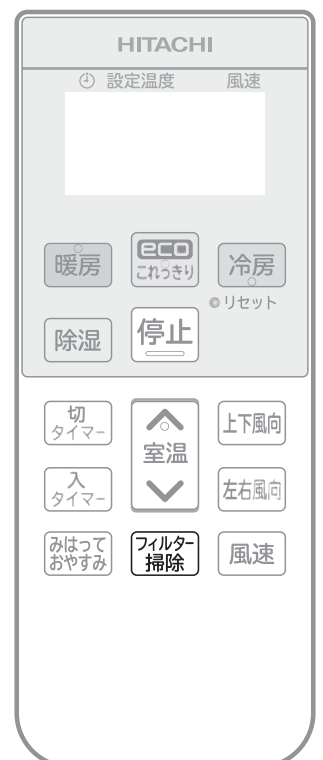 HITACHI
設定温度 風速
暖房
eco
これっきり
冷房
リセット
除湿
停止
切
タイマー
室温
上下風向
入
タイマー
左右風向
みはって
おやすみ
フィルター
掃除
風速